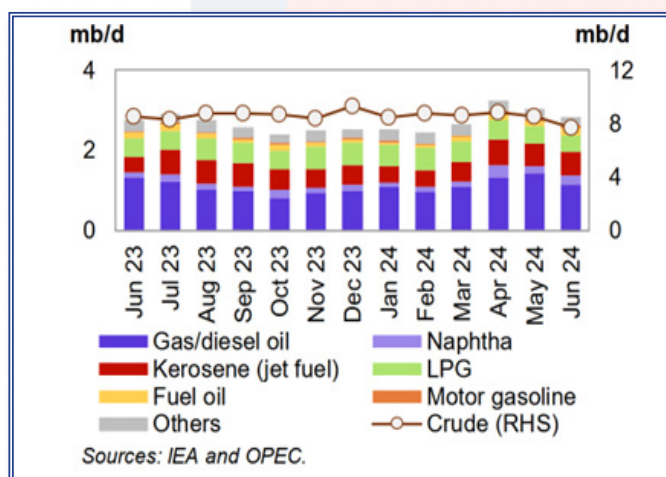 mb/d mb/d
4 12
8
2
4
0 0
Jun 23 Jul 23 Aug 23 Sep 23 Oct 23 Nov 23 Dec 23 Jan 24 Feb 24 Mar 24 Apr 24 May 24 Jun 24
Gas/diesel oil Naphtha
Kerosene (jet fuel) LPG
Fuel oil Motor gasoline
Others Crude (RHS)
Sources: IEA and OPEC.